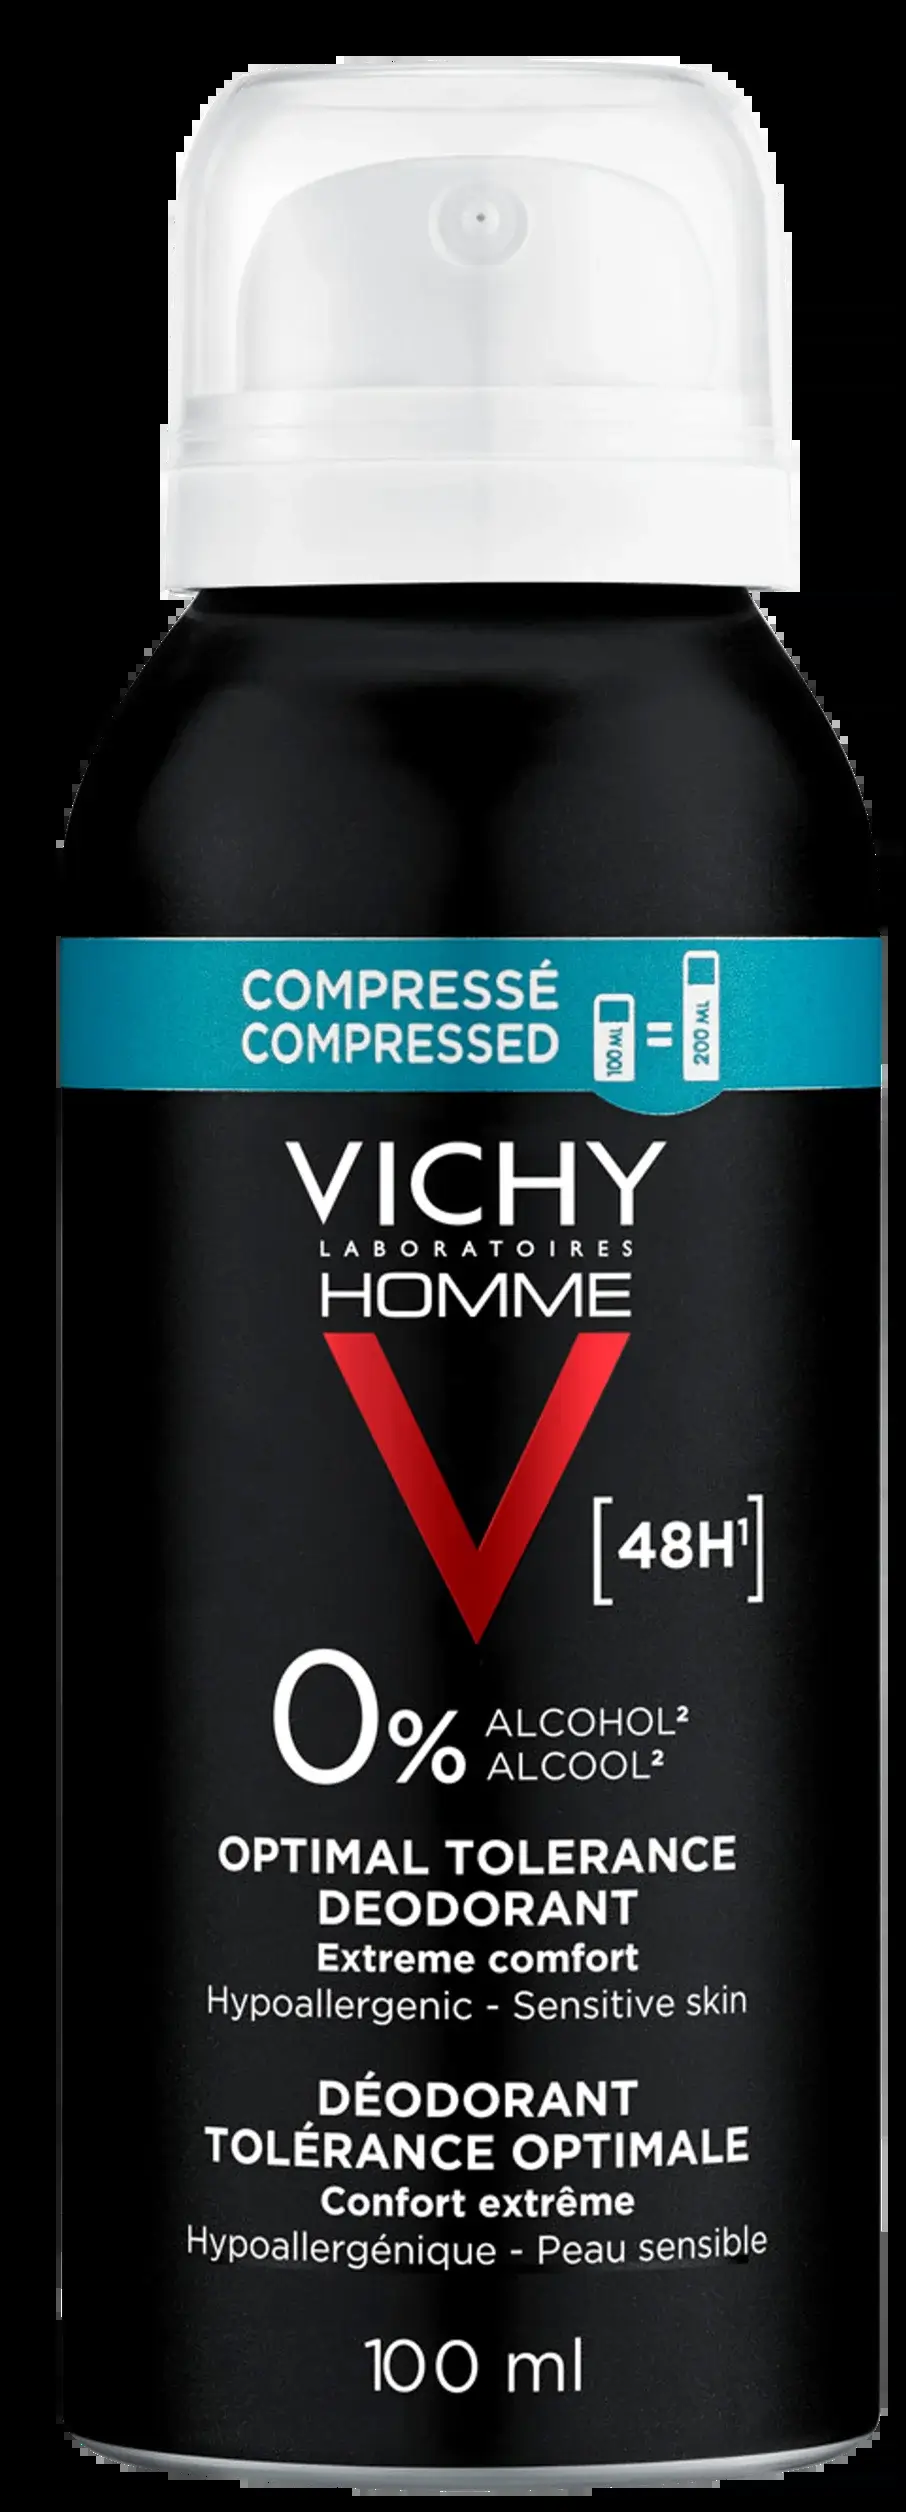 COMPRESSÉ
COMPRESSED
100 ML = 200 ML
VICHY
LABORATOIRES
HOMME
V
[48H¹]
0% ALCOHOL²
ALCOOL²
OPTIMAL TOLERANCE
DEODORANT
Extreme comfort
Hypoallergenic - Sensitive skin
DÉODORANT
TOLÉRANCE OPTIMALE
Confort extrême
Hypoallergénique - Peau sensible
100 ml